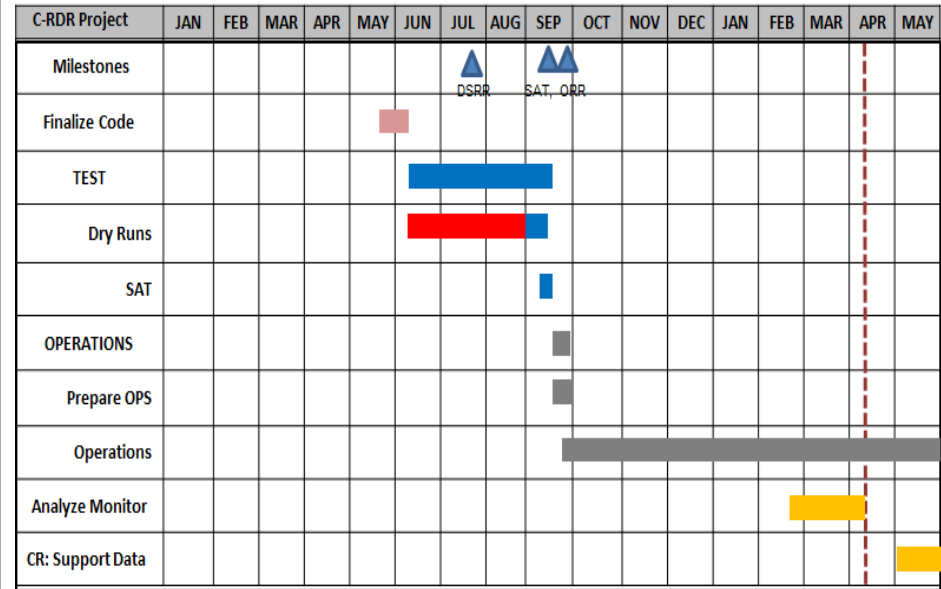 C-RDR Project JAN FEB MAR APR MAY JUN JUL AUG SEP OCT NOV DEC JAN FEB MAR APR MAY
Milestones
DSRR SAT, ORR
Finalize Code
TEST
Dry Runs
SAT
OPERATIONS
Prepare OPS
Operations
Analyze Monitor
CR: Support Data